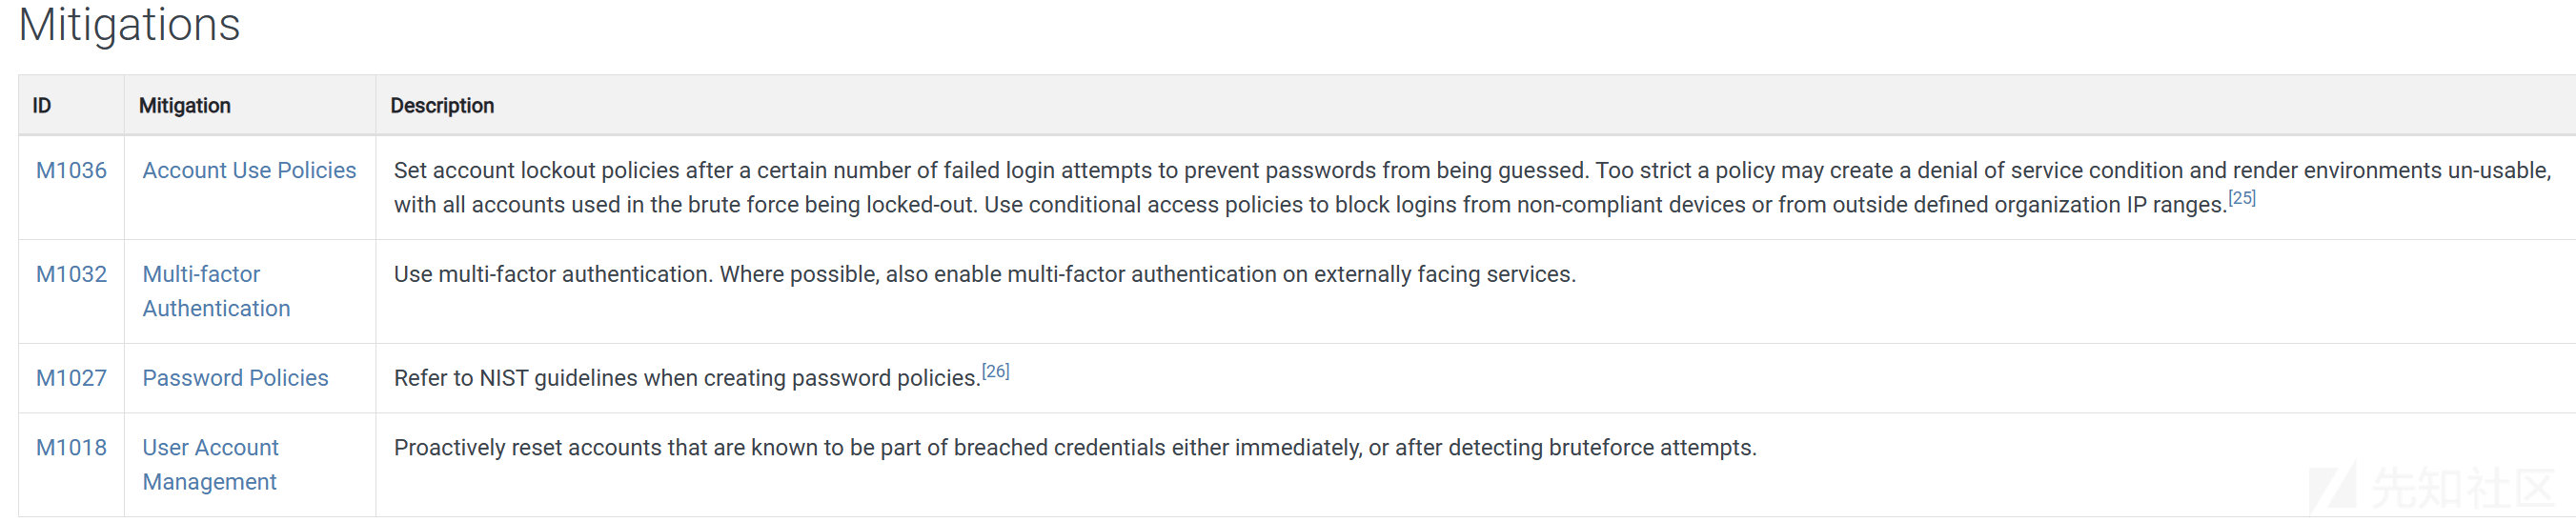 Mitigations
ID Mitigation Description
M1036 Account Use Policies Set account lockout policies after a certain number of failed login attempts to prevent passwords from being guessed. Too strict a policy may create a denial of service condition and render environments un-usable,
with all accounts used in the brute force being locked-out. Use conditional access policies to block logins from non-compliant devices or from outside defined organization IP ranges.[25]
M1032 Multi-factor Use multi-factor authentication. Where possible, also enable multi-factor authentication on externally facing services.
Authentication
M1027 Password Policies Refer to NIST guidelines when creating password policies.[26]
M1018 User Account Proactively reset accounts that are known to be part of breached credentials either immediately, or after detecting bruteforce attempts.
Management
先知社区